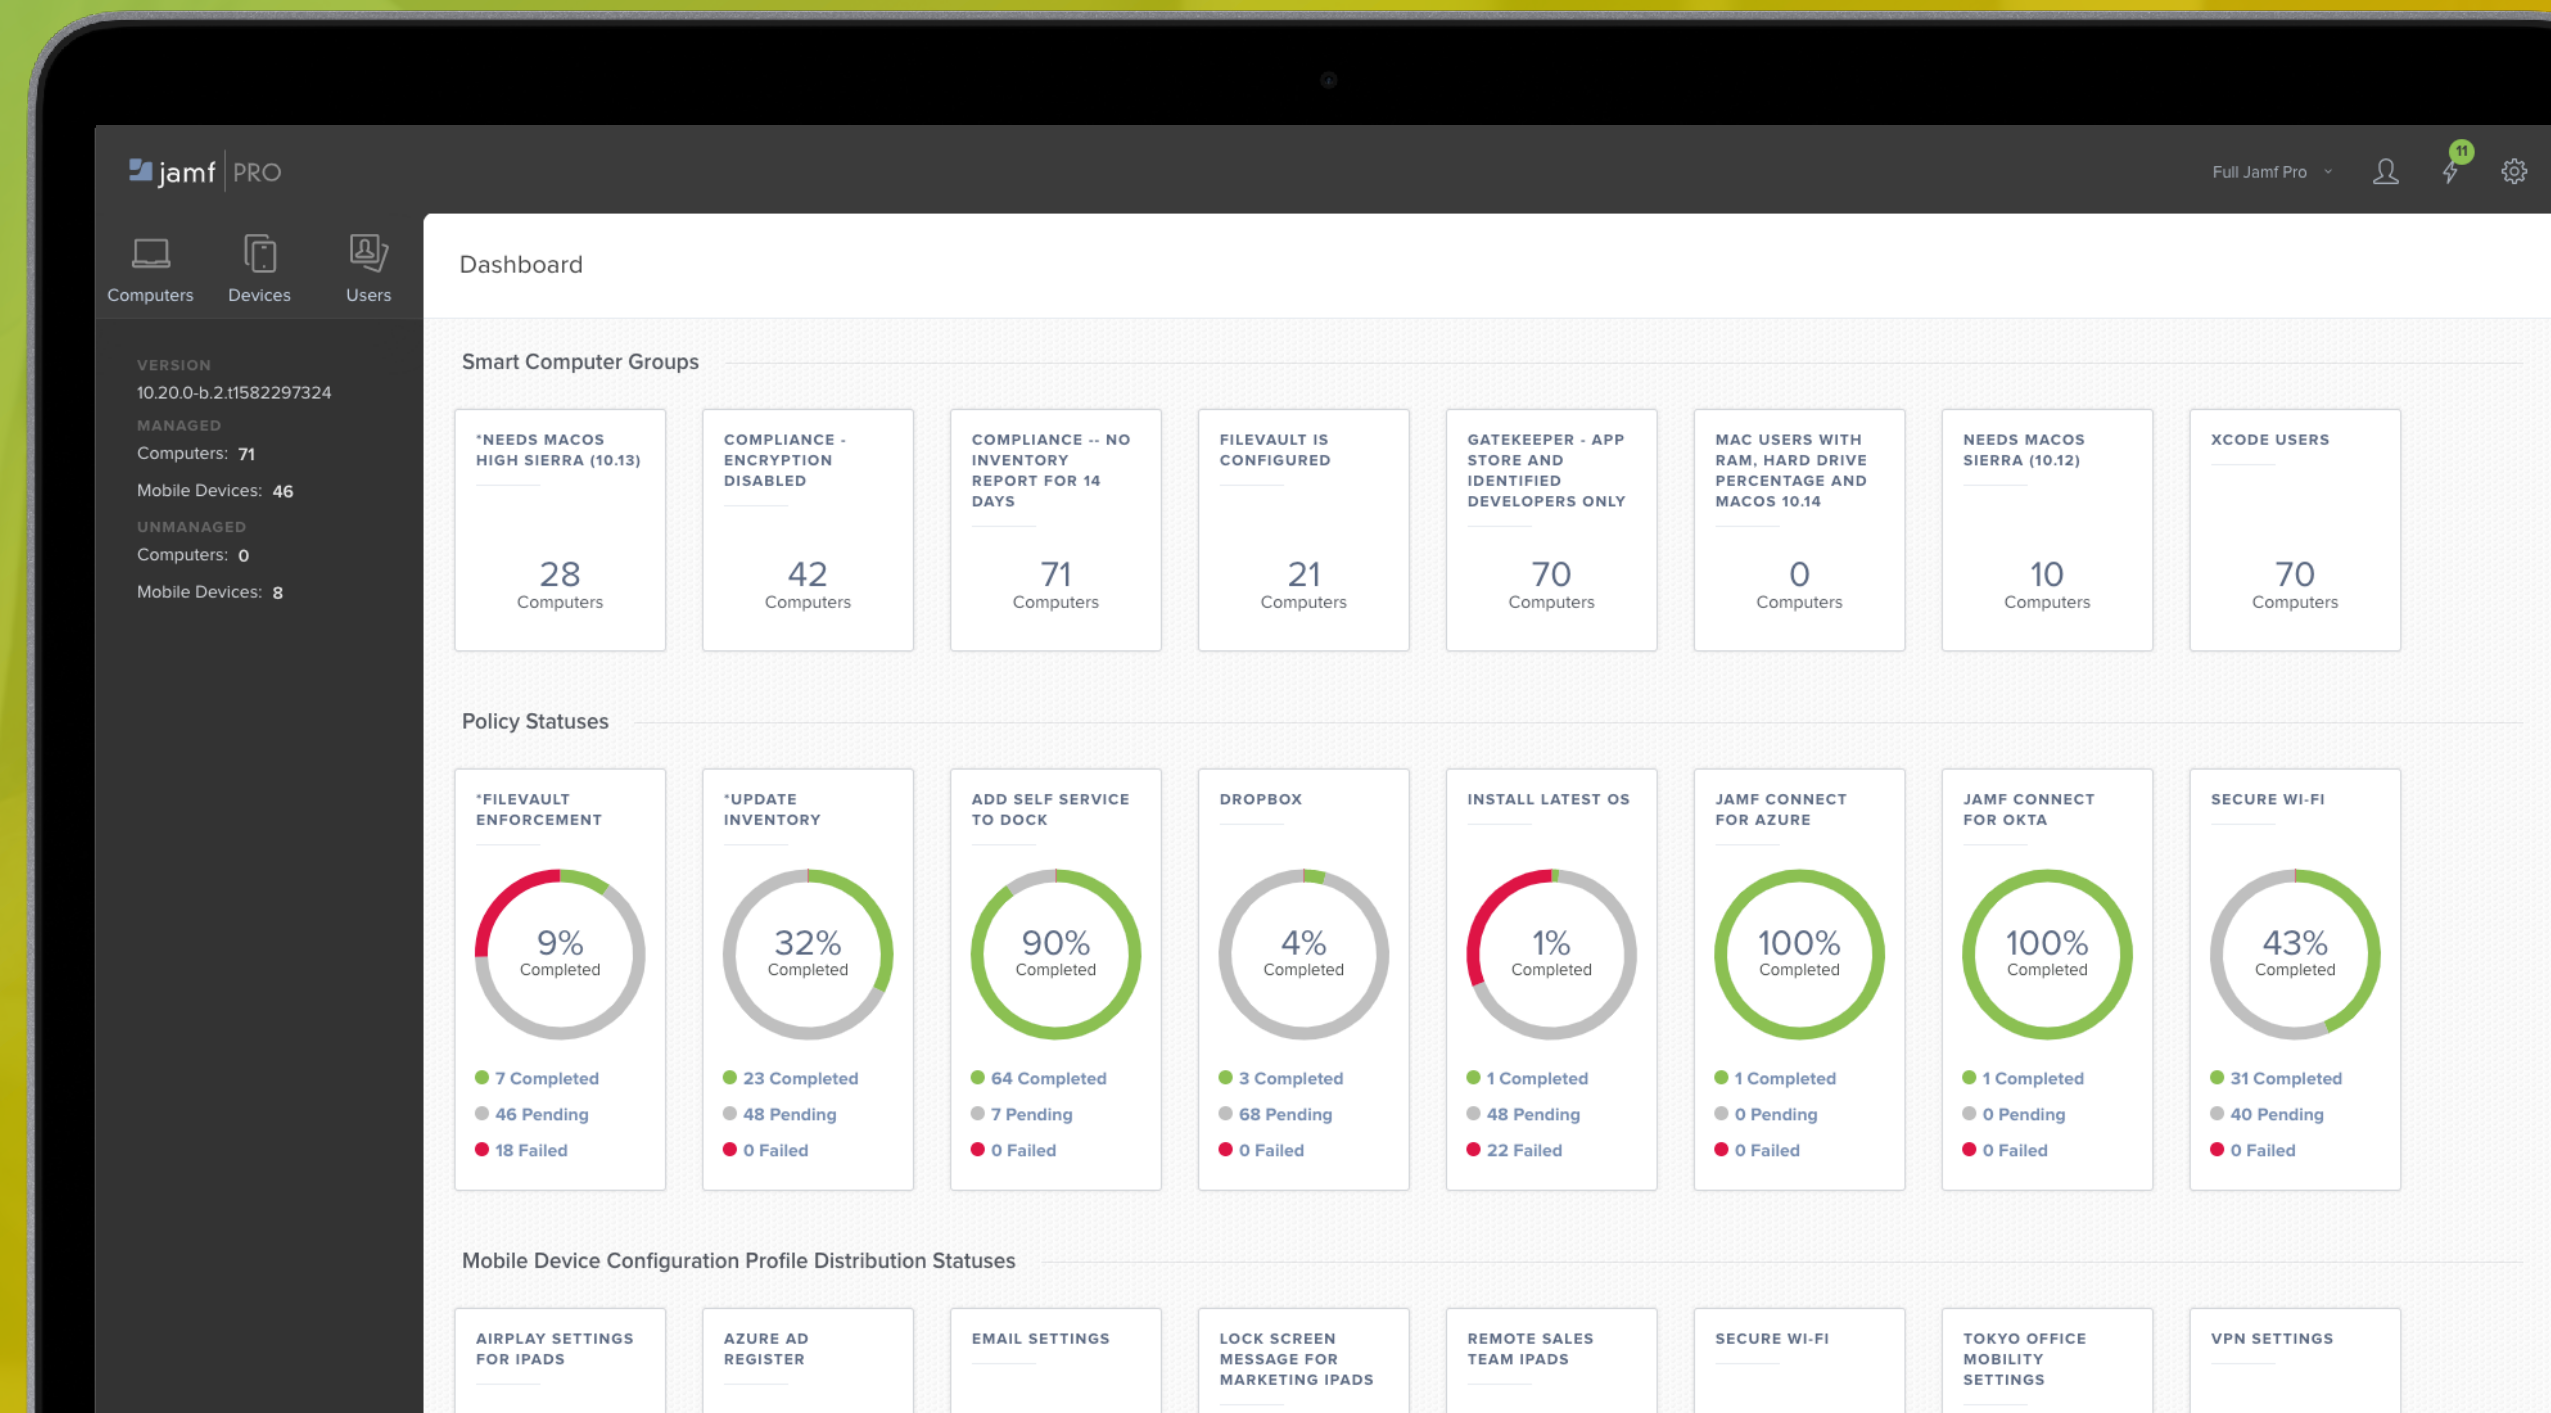 jamf PRO
Full Jamf Pro
11
Computers
Devices
Users
VERSION
10.20.0-b.2.t1582297324
MANAGED
Computers: 71
Mobile Devices: 46
UNMANAGED
Computers: 0
Mobile Devices: 8
Dashboard
Smart Computer Groups
*NEEDS MACOS
HIGH SIERRA (10.13)
28
Computers
COMPLIANCE -
ENCRYPTION
DISABLED
42
Computers
COMPLIANCE -- NO
INVENTORY
REPORT FOR 14
DAYS
71
Computers
FILEVAULT IS
CONFIGURED
21
Computers
GATEKEEPER - APP
STORE AND
IDENTIFIED
DEVELOPERS ONLY
70
Computers
MAC USERS WITH
RAM, HARD DRIVE
PERCENTAGE AND
MACOS 10.14
0
Computers
NEEDS MACOS
SIERRA (10.12)
10
Computers
XCODE USERS
70
Computers
Policy Statuses
*FILEVAULT
ENFORCEMENT
9%
Completed
7 Completed
46 Pending
18 Failed
*UPDATE
INVENTORY
32%
Completed
23 Completed
48 Pending
0 Failed
ADD SELF SERVICE
TO DOCK
90%
Completed
64 Completed
7 Pending
0 Failed
DROPBOX
4%
Completed
3 Completed
68 Pending
0 Failed
INSTALL LATEST OS
1%
Completed
1 Completed
48 Pending
22 Failed
JAMF CONNECT
FOR AZURE
100%
Completed
1 Completed
0 Pending
0 Failed
JAMF CONNECT
FOR OKTA
100%
Completed
1 Completed
0 Pending
0 Failed
SECURE WI-FI
43%
Completed
31 Completed
40 Pending
0 Failed
Mobile Device Configuration Profile Distribution Statuses
AIRPLAY SETTINGS
FOR IPADS
AZURE AD
REGISTER
EMAIL SETTINGS
LOCK SCREEN
MESSAGE FOR
MARKETING IPADS
REMOTE SALES
TEAM IPADS
SECURE WI-FI
TOKYO OFFICE
MOBILITY
SETTINGS
VPN SETTINGS